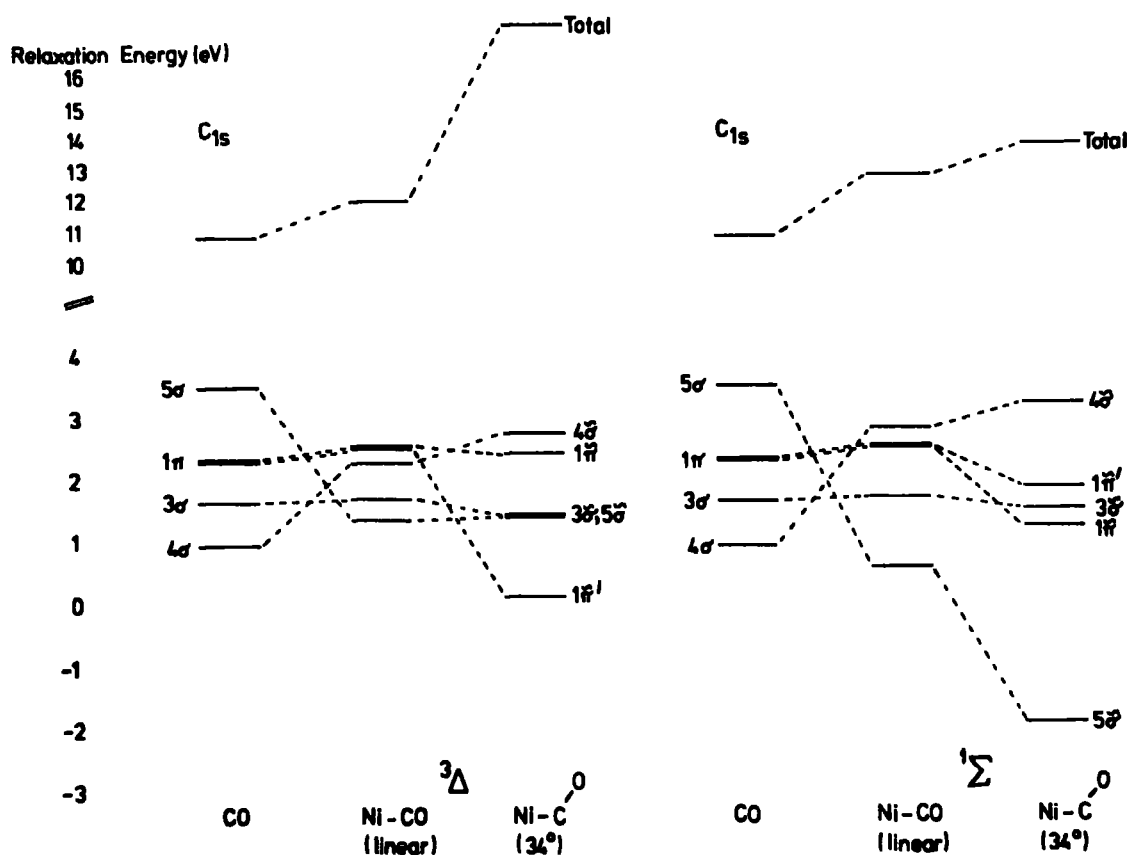 Total
Relaxation Energy (eV)
16
15
14
13
12
11
10
4
3
2
1
0
-1
-2
-3
C1s
5σ
1π
3σ
4σ
4σ̃
1π̃
3σ̃,5σ̃
1π̃'
³Δ
CO
Ni-CO
(linear)
O
Ni-C
(34°)
C1s
Total
5σ
1π
3σ
4σ
4σ̃
1π̃'
3σ̃
1π̃
5σ̃
¹Σ
CO
Ni-CO
(linear)
O
Ni-C
(34°)